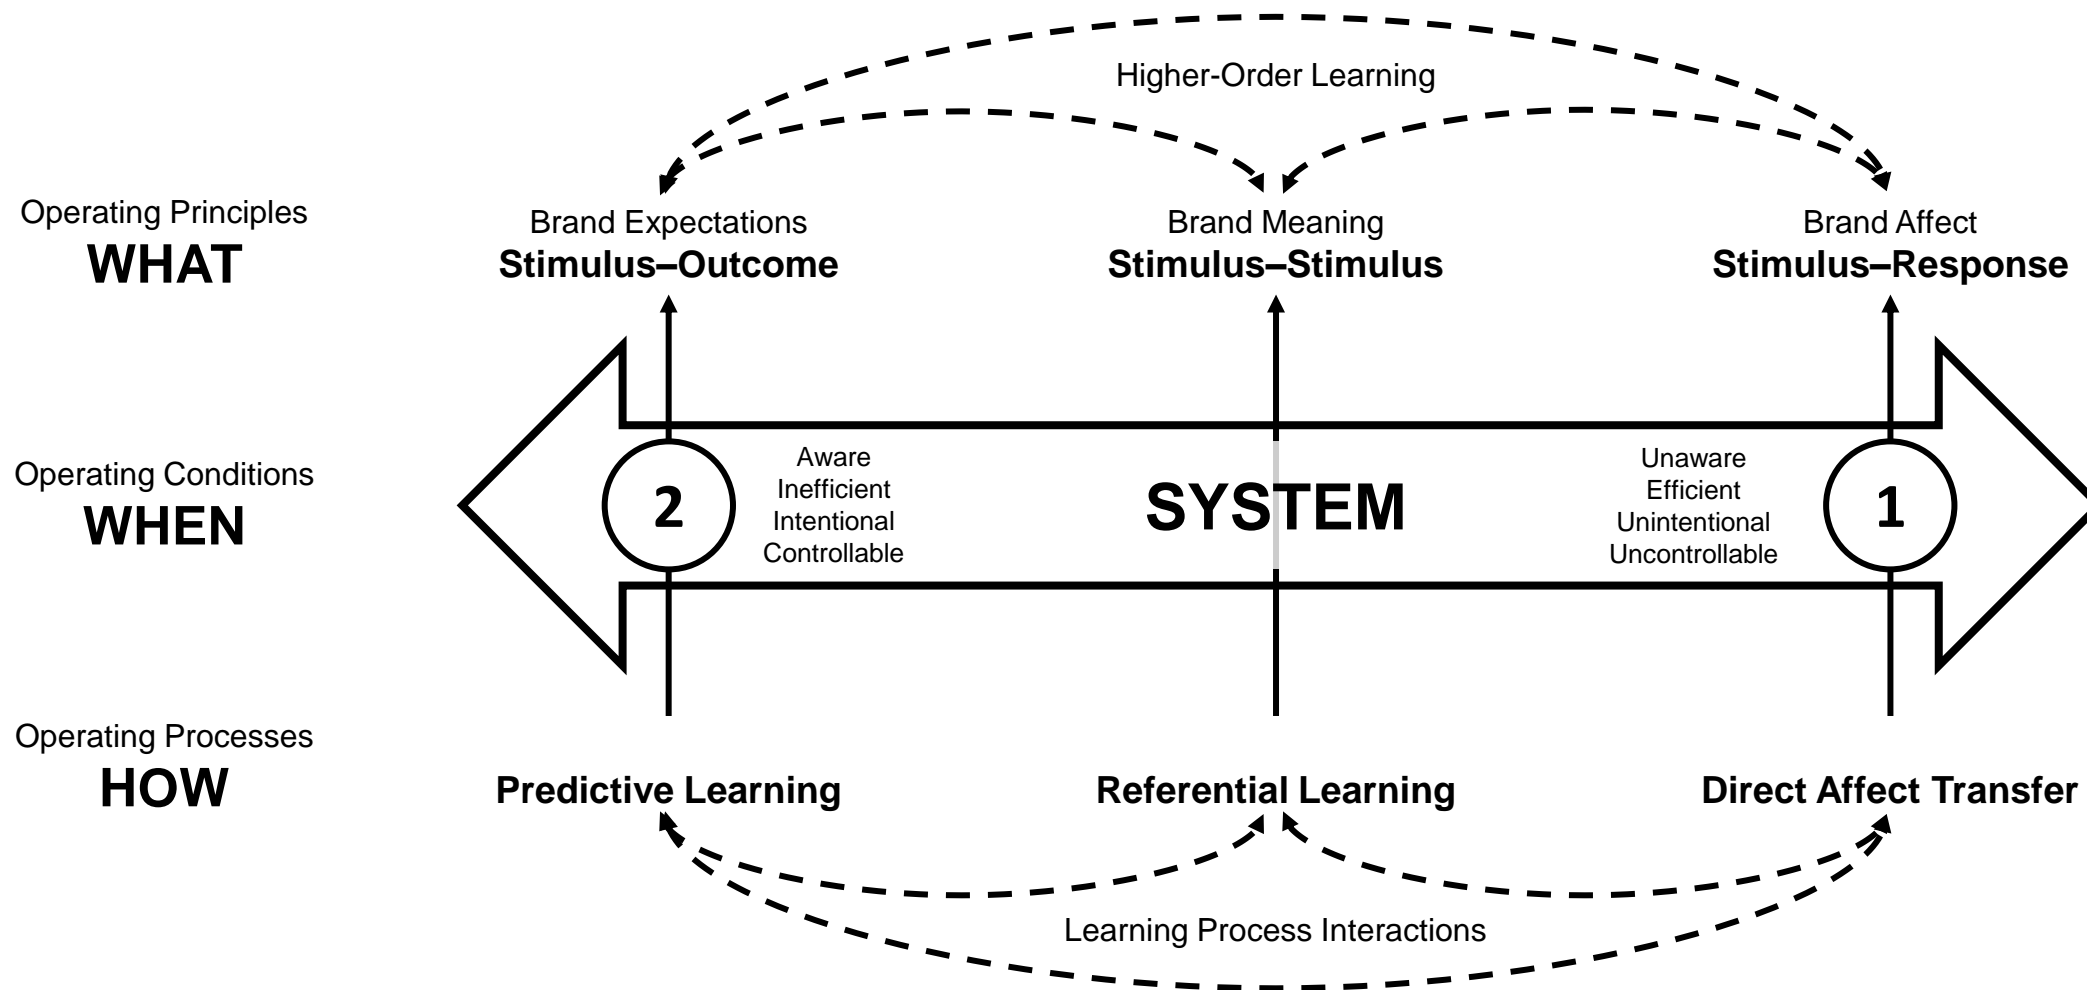 Higher-Order Learning
Operating Principles
WHAT
Brand Expectations
Stimulus–Outcome
Brand Meaning
Stimulus–Stimulus
Brand Affect
Stimulus–Response
Operating Conditions
WHEN
2
Aware
Inefficient
Intentional
Controllable
SYSTEM
Unaware
Efficient
Unintentional
Uncontrollable
1
Operating Processes
HOW
Predictive Learning
Referential Learning
Direct Affect Transfer
Learning Process Interactions